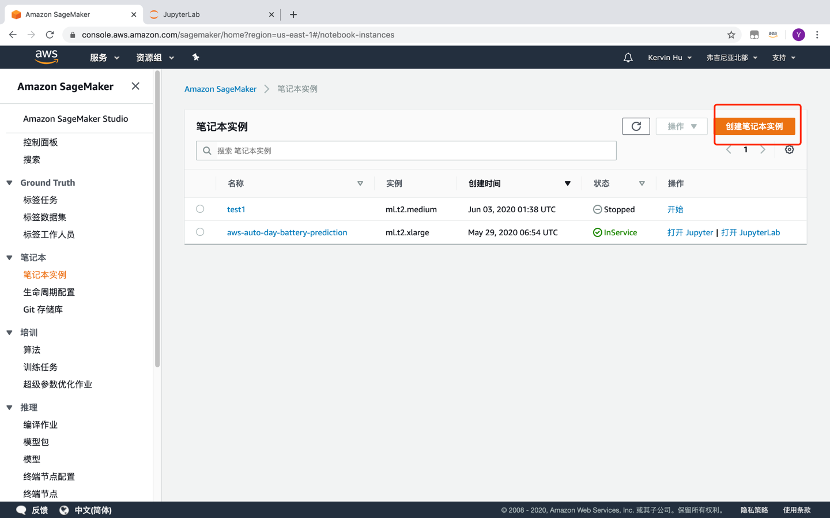 Amazon SageMaker
JupyterLab
console.aws.amazon.com/sagemaker/home?region=us-east-1#/notebook-instances
Y
aws
服务
资源组
Kervin Hu
弗吉尼亚北部
支持
Amazon SageMaker
Amazon SageMaker Studio
控制面板
搜索
Ground Truth
标签任务
标签数据集
标签工作人员
笔记本
笔记本实例
生命周期配置
Git 存储库
培训
算法
训练任务
超级参数优化作业
推理
编译作业
模型包
模型
终端节点配置
终端节点
Amazon SageMaker > 笔记本实例
笔记本实例
操作
创建笔记本实例
搜索 笔记本实例
1
名称 实例 创建时间 状态 操作
test1 ml.t2.medium Jun 03, 2020 01:38 UTC Stopped 开始
aws-auto-day-battery-prediction ml.t2.xlarge May 29, 2020 06:54 UTC InService 打开 Jupyter | 打开 JupyterLab
反馈
中文(简体)
© 2008 - 2020, Amazon Web Services, Inc. 或其子公司。保留所有权利。
隐私策略
使用条款